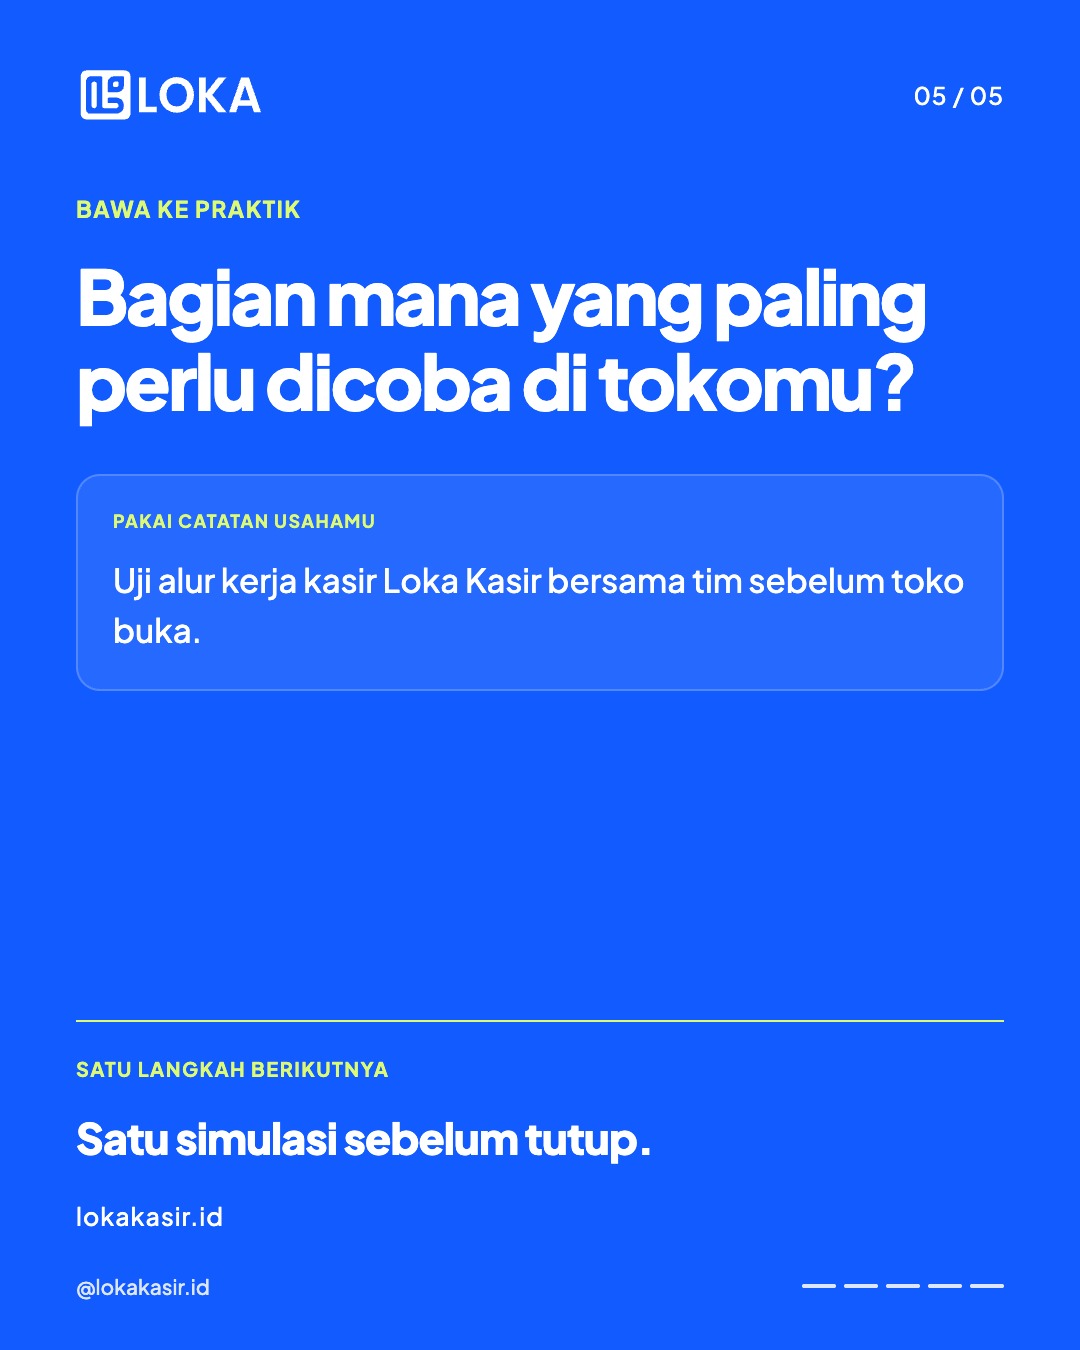 LOKA
05 / 05
BAWA KE PRAKTIK
Bagian mana yang paling
perlu dicoba di tokomu?
PAKAI CATATAN USAHAMU
Uji alur kerja kasir Loka Kasir bersama tim sebelum toko
buka.
SATU LANGKAH BERIKUTNYA
Satu simulasi sebelum tutup.
lokakasir.id
@lokakasir.id